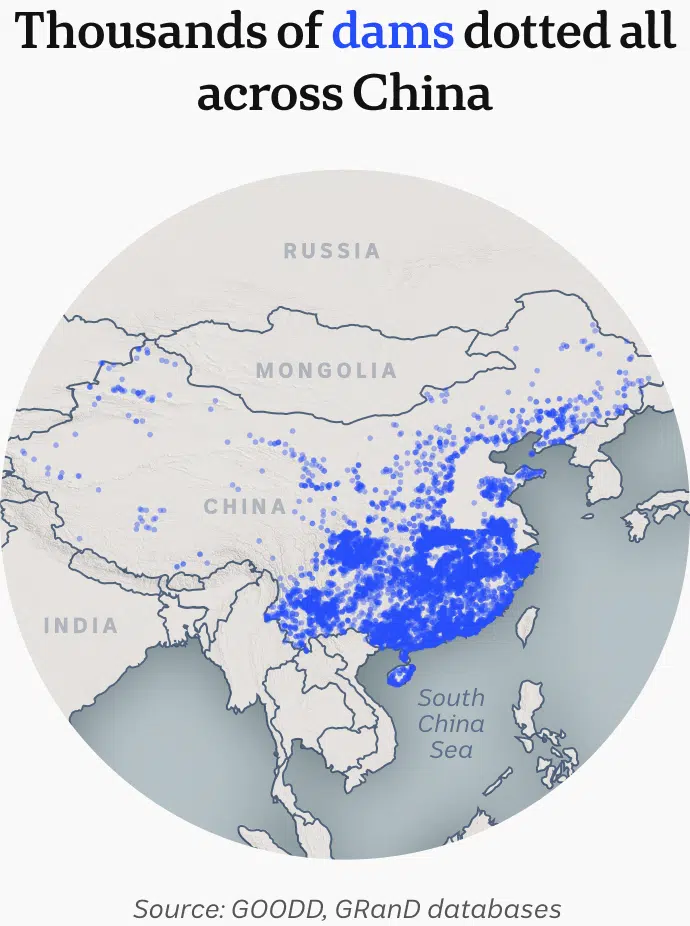 Thousands of dams dotted all
across China
RUSSIA
MONGOLIA
CHINA
INDIA
South
China
Sea
Source: GOODD, GRanD databases